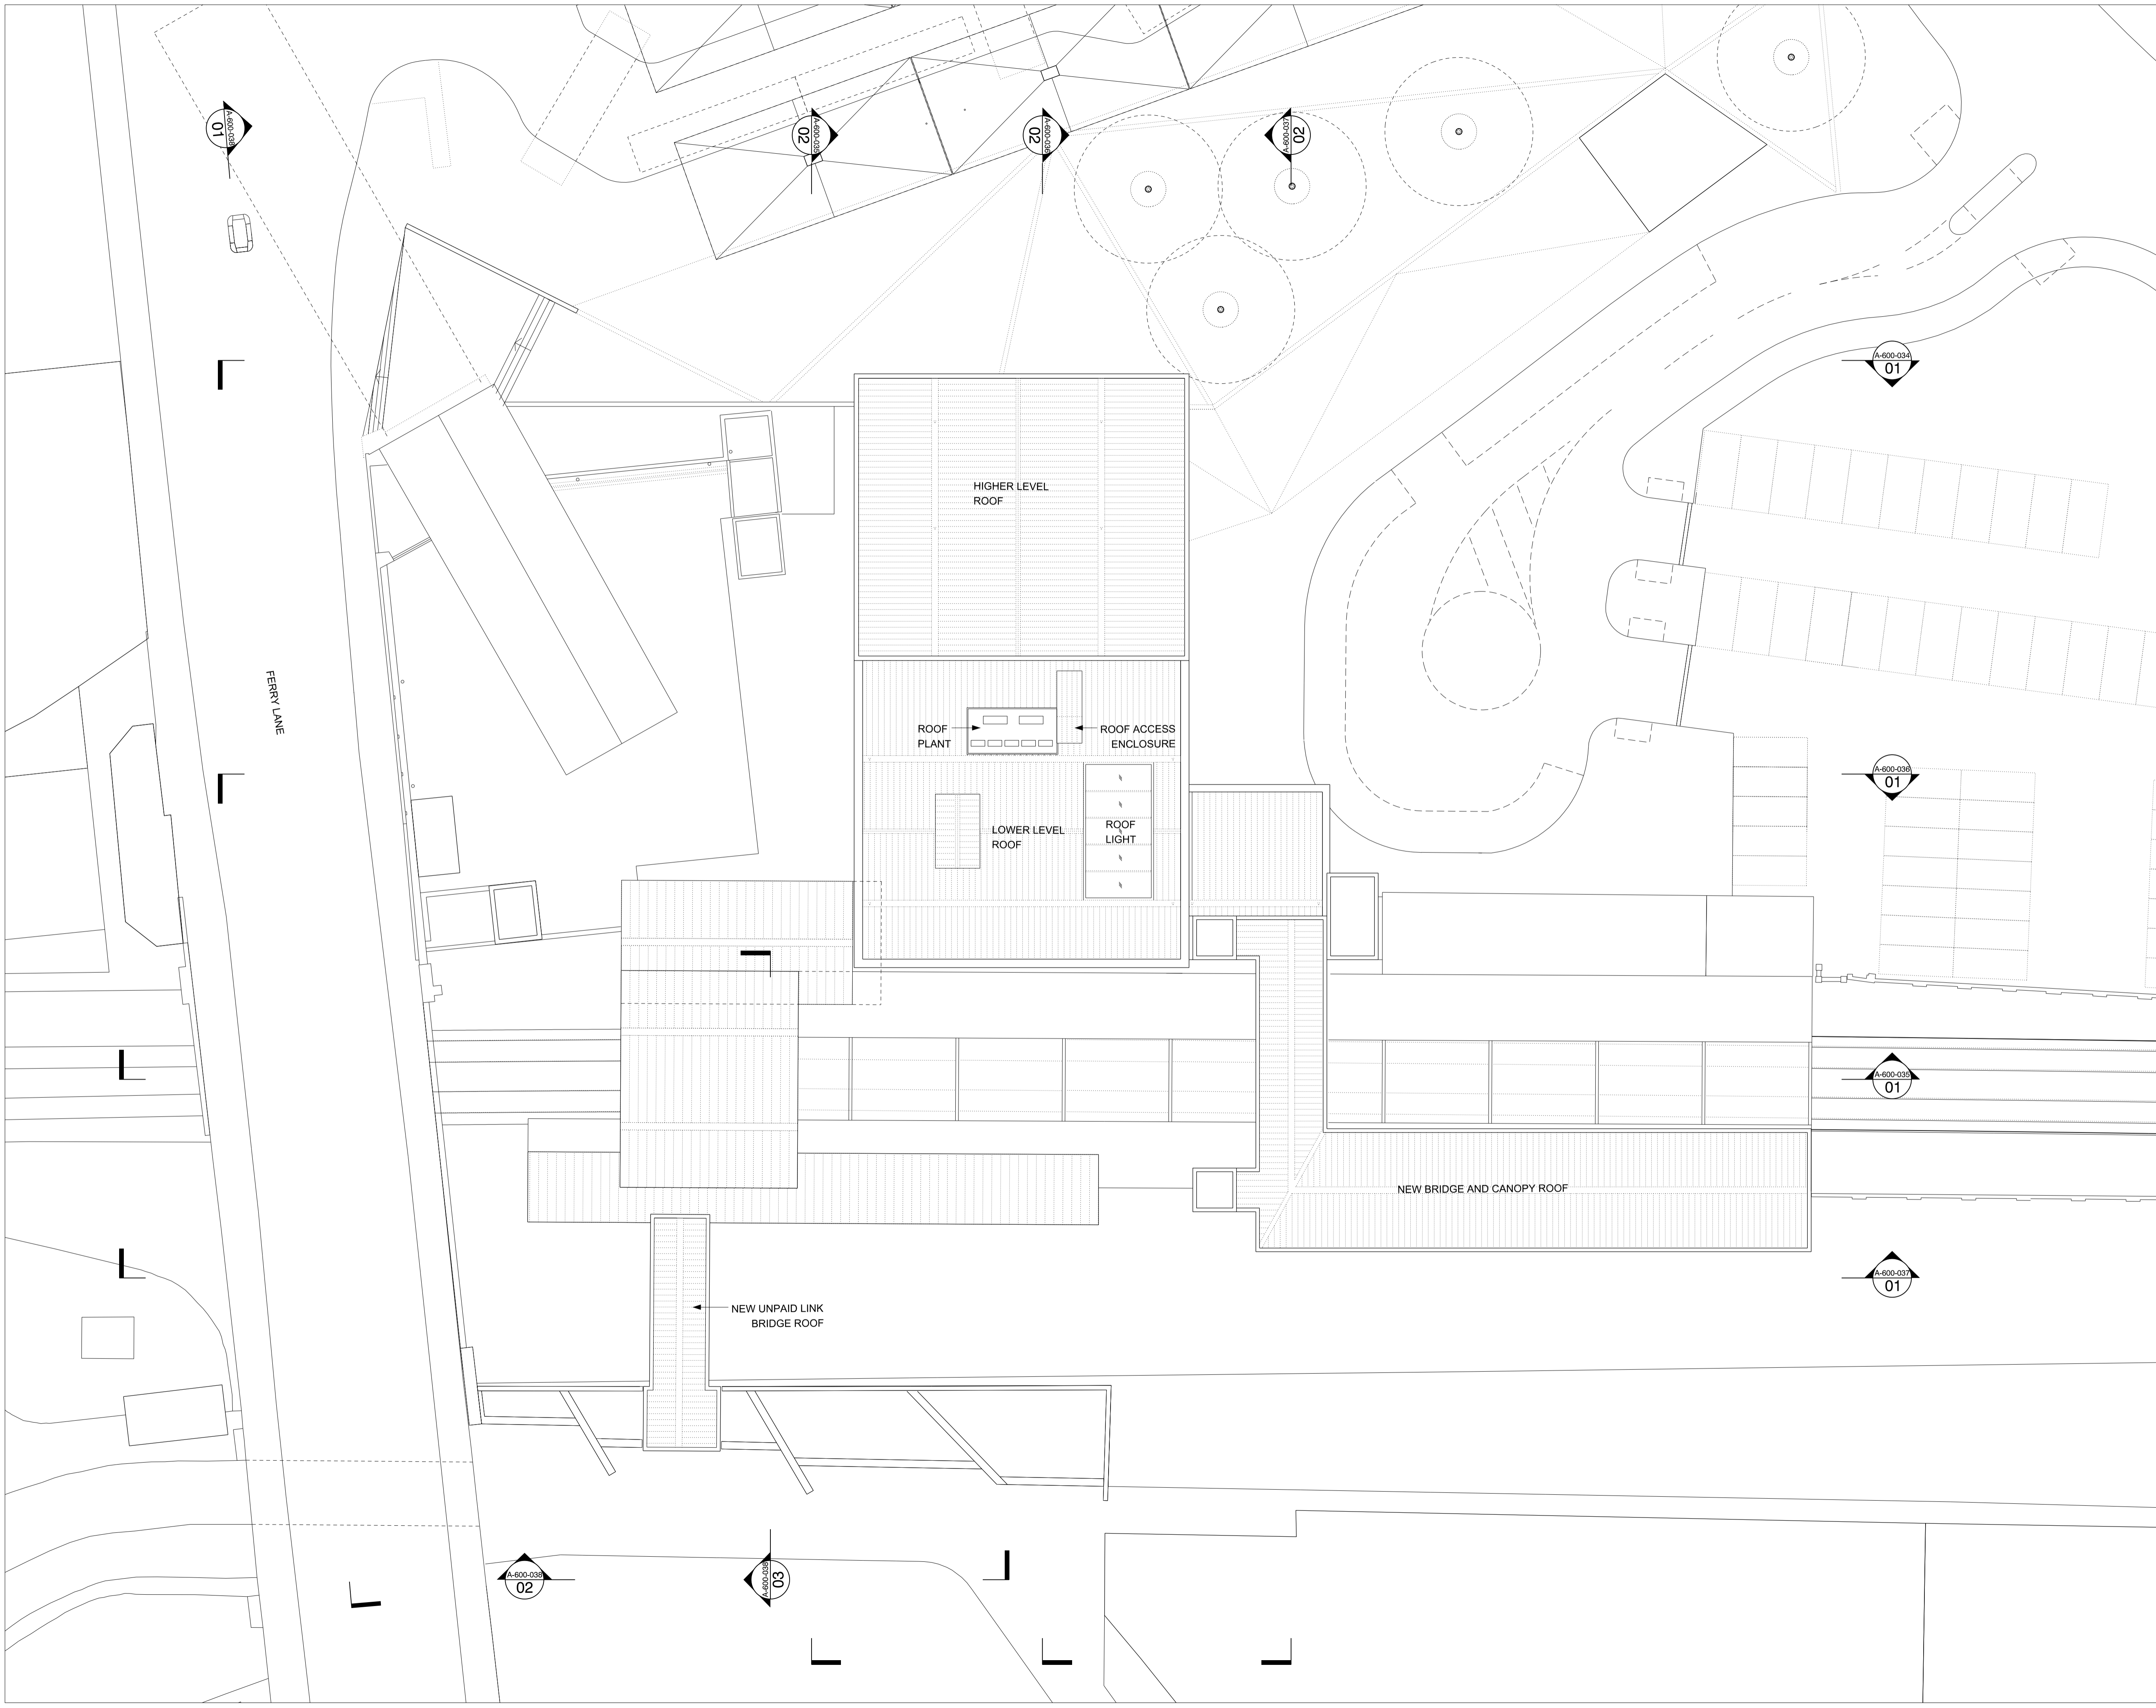 A-600-038
01
A-600-035
02
A-600-036
02
A-600-037
02
A-600-034
01
HIGHER LEVEL
ROOF
FERRY LANE
ROOF
PLANT
ROOF ACCESS
ENCLOSURE
A-600-036
01
LOWER LEVEL
ROOF
ROOF
LIGHT
A-600-035
01
NEW BRIDGE AND CANOPY ROOF
A-600-037
01
NEW UNPAID LINK
BRIDGE ROOF
A-600-038
02
A-600-038
03